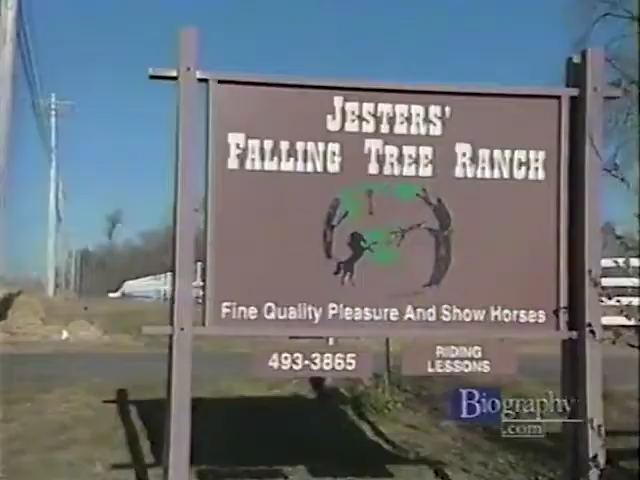 JESTERS'
FALLING TREE RANCH
Fine Quality Pleasure And Show Horses
493-3865
RIDING
LESSONS
Biography
.com